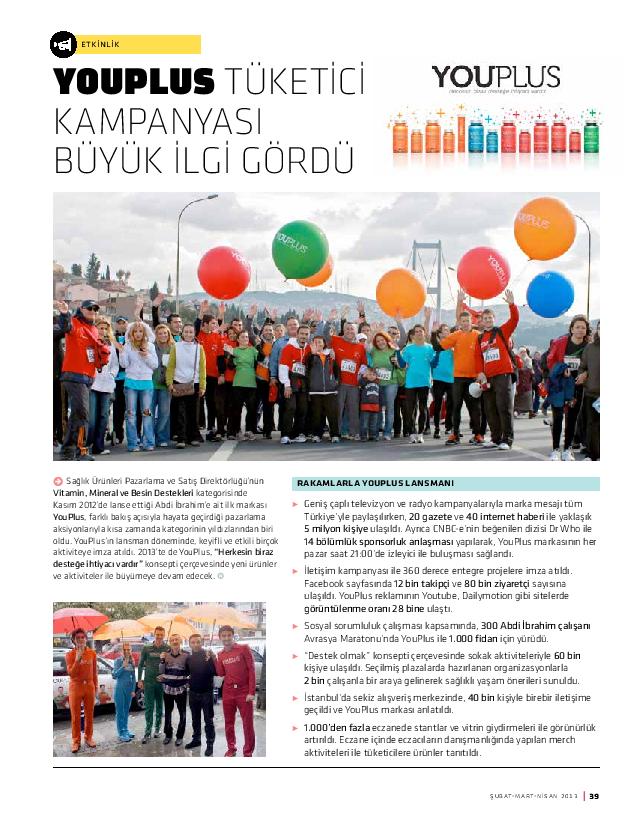 ETKİNLİK
YOUPLUS TÜKETİCİ
KAMPANYASI
BÜYÜK İLGİ GÖRDÜ
YOUPLUS
YOUPLUS
YOUPLUS
YOUPLUS
Sağlık Ürünleri Pazarlama ve Satış Direktörlüğü'nün
Vitamin, Mineral ve Besin Destekleri kategorisinde
Kasım 2012'de lanse ettiği Abdi İbrahim'e ait ilk markası
YouPlus, farklı bakış açısıyla hayata geçirdiği pazarlama
aksiyonlarıyla kısa zamanda kategorinin yıldızlarından biri
oldu. YouPlus'ın lansman döneminde, keyifli ve etkili birçok
aktiviteye imza atıldı. 2013'te de YouPlus, "Herkesin biraz
desteğe ihtiyacı vardır" konsepti çerçevesinde yeni ürünler
ve aktiviteler ile büyümeye devam edecek.
RAKAMLARLA YOUPLUS LANSMANI
► Geniş çaplı televizyon ve radyo kampanyalarıyla marka mesajı tüm
Türkiye'yle paylaşılırken, 20 gazete ve 40 internet haberi ile yaklaşık
5 milyon kişiye ulaşıldı. Ayrıca CNBC-e'nin beğenilen dizisi Dr Who ile
14 bölümlük sponsorluk anlaşması yapılarak, YouPlus markasının her
pazar saat 21:00'de izleyici ile buluşması sağlandı.
► İletişim kampanyası ile 360 derece entegre projelere imza atıldı.
Facebook sayfasında 12 bin takipçi ve 80 bin ziyaretçi sayısına
ulaşıldı. YouPlus reklamının Youtube, Dailymotion gibi sitelerde
görüntülenme oranı 28 bine ulaştı.
► Sosyal sorumluluk çalışması kapsamında, 300 Abdi İbrahim çalışanı
Avrasya Maratonu'nda YouPlus ile 1.000 fidan için yürüdü.
► "Destek olmak" konsepti çerçevesinde sokak aktiviteleriyle 60 bin
kişiye ulaşıldı. Seçilmiş plazalarda hazırlanan organizasyonlarla
2 bin çalışanla bir araya gelinerek sağlıklı yaşam önerileri sunuldu.
► İstanbul'da sekiz alışveriş merkezinde, 40 bin kişiyle birebir iletişime
geçildi ve YouPlus markası anlatıldı.
► 1.000'den fazla eczanede stantlar ve vitrin giydirmeleri ile görünürlük
artırıldı. Eczane içinde eczacıların danışmanlığında yapılan merch
aktiviteleri ile tüketicilere ürünler tanıtıldı.
ŞUBAT-MART-NİSAN 2013 | 39